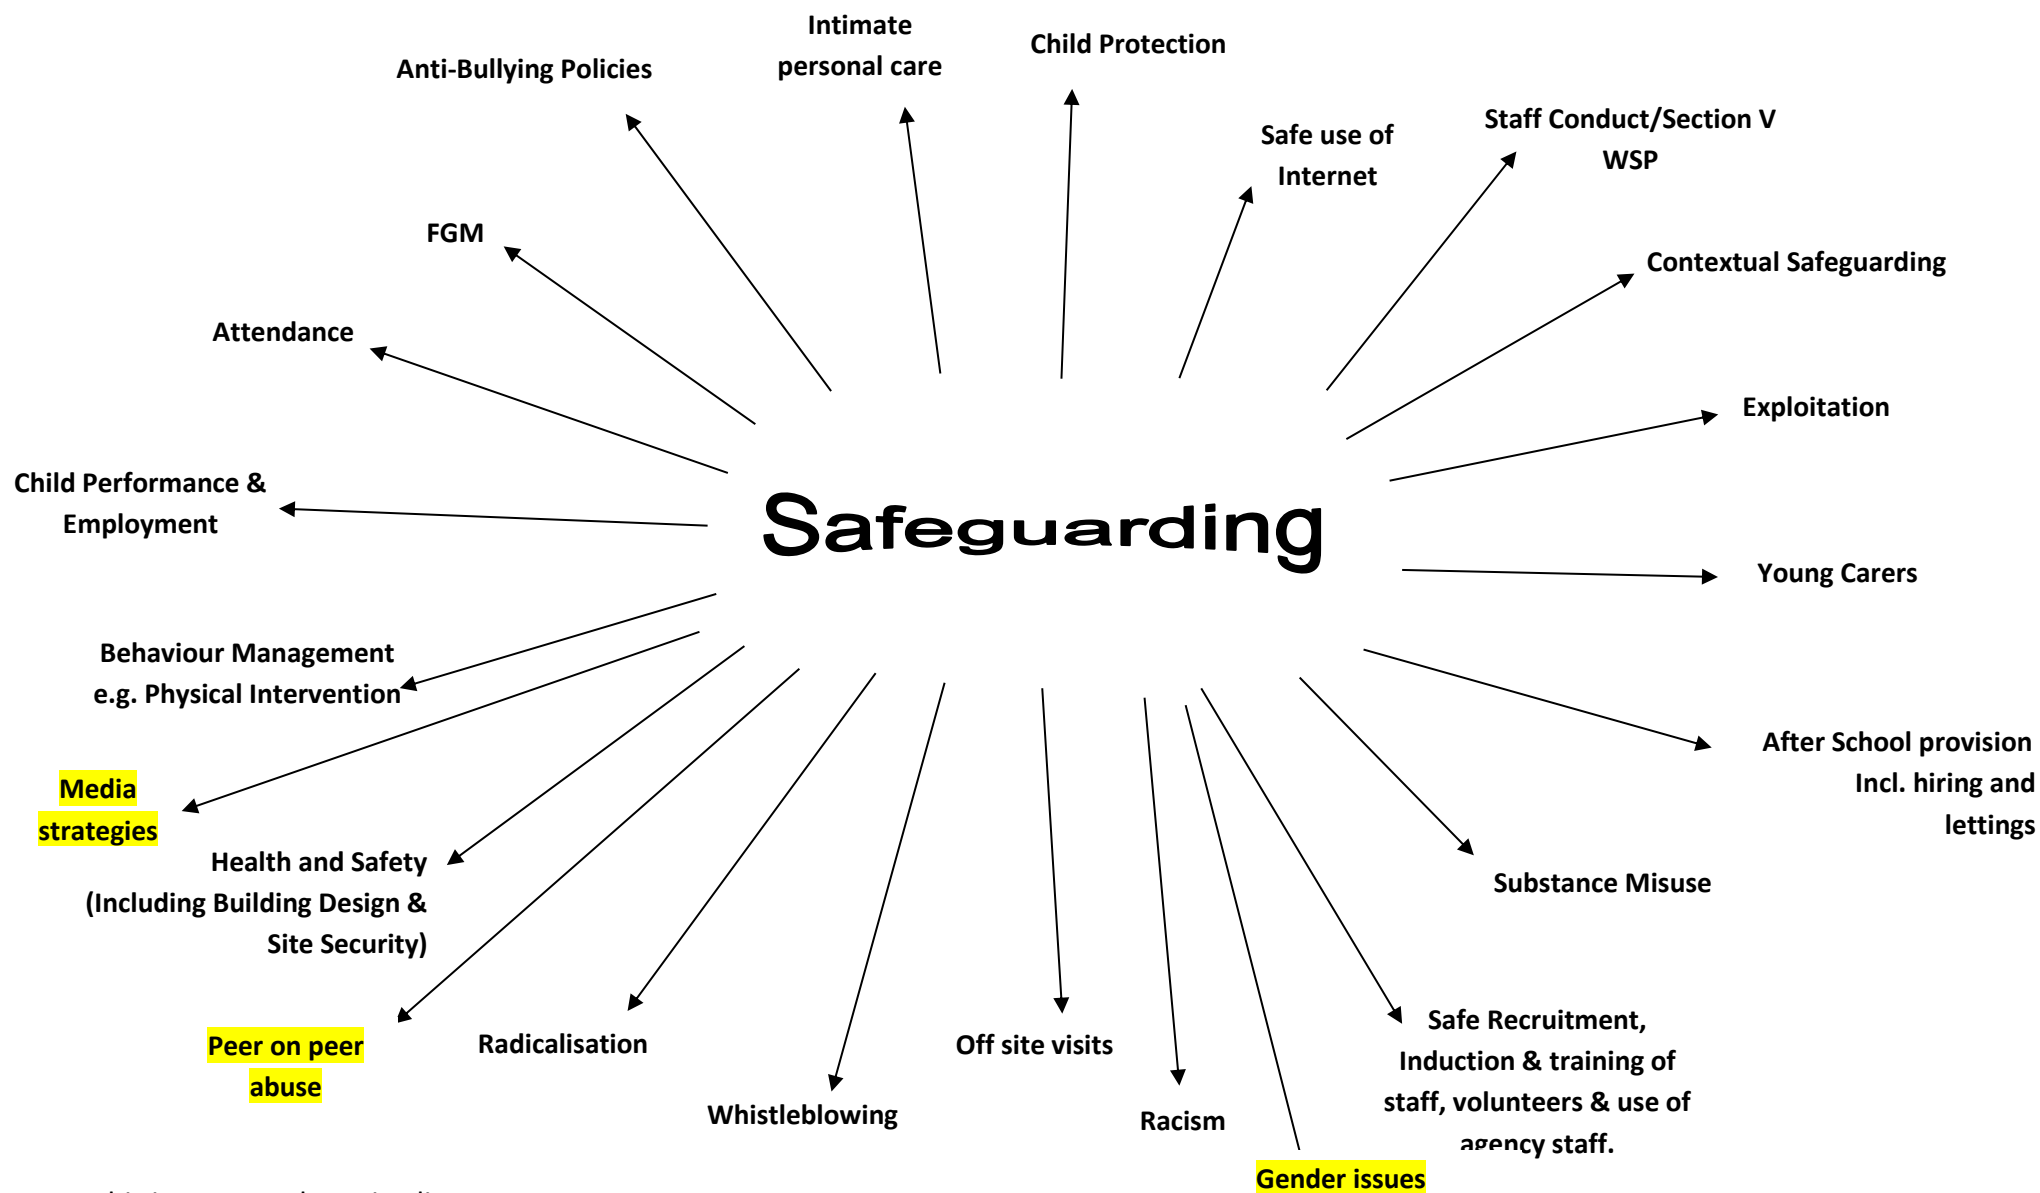 Intimate
personal care
Child Protection
Anti-Bullying Policies
Safe use of
Internet
Staff Conduct/Section V
WSP
FGM
Contextual Safeguarding
Attendance
Exploitation
Child Performance &
Employment
Safeguarding
Young Carers
Behaviour Management
e.g. Physical Intervention
Media
strategies
After School provision
Incl. hiring and
lettings
Health and Safety
(Including Building Design &
Site Security)
Substance Misuse
Peer on peer
abuse
Radicalisation
Off site visits
Safe Recruitment,
Induction & training of
staff, volunteers & use of
agency staff.
Whistleblowing
Racism
Gender issues